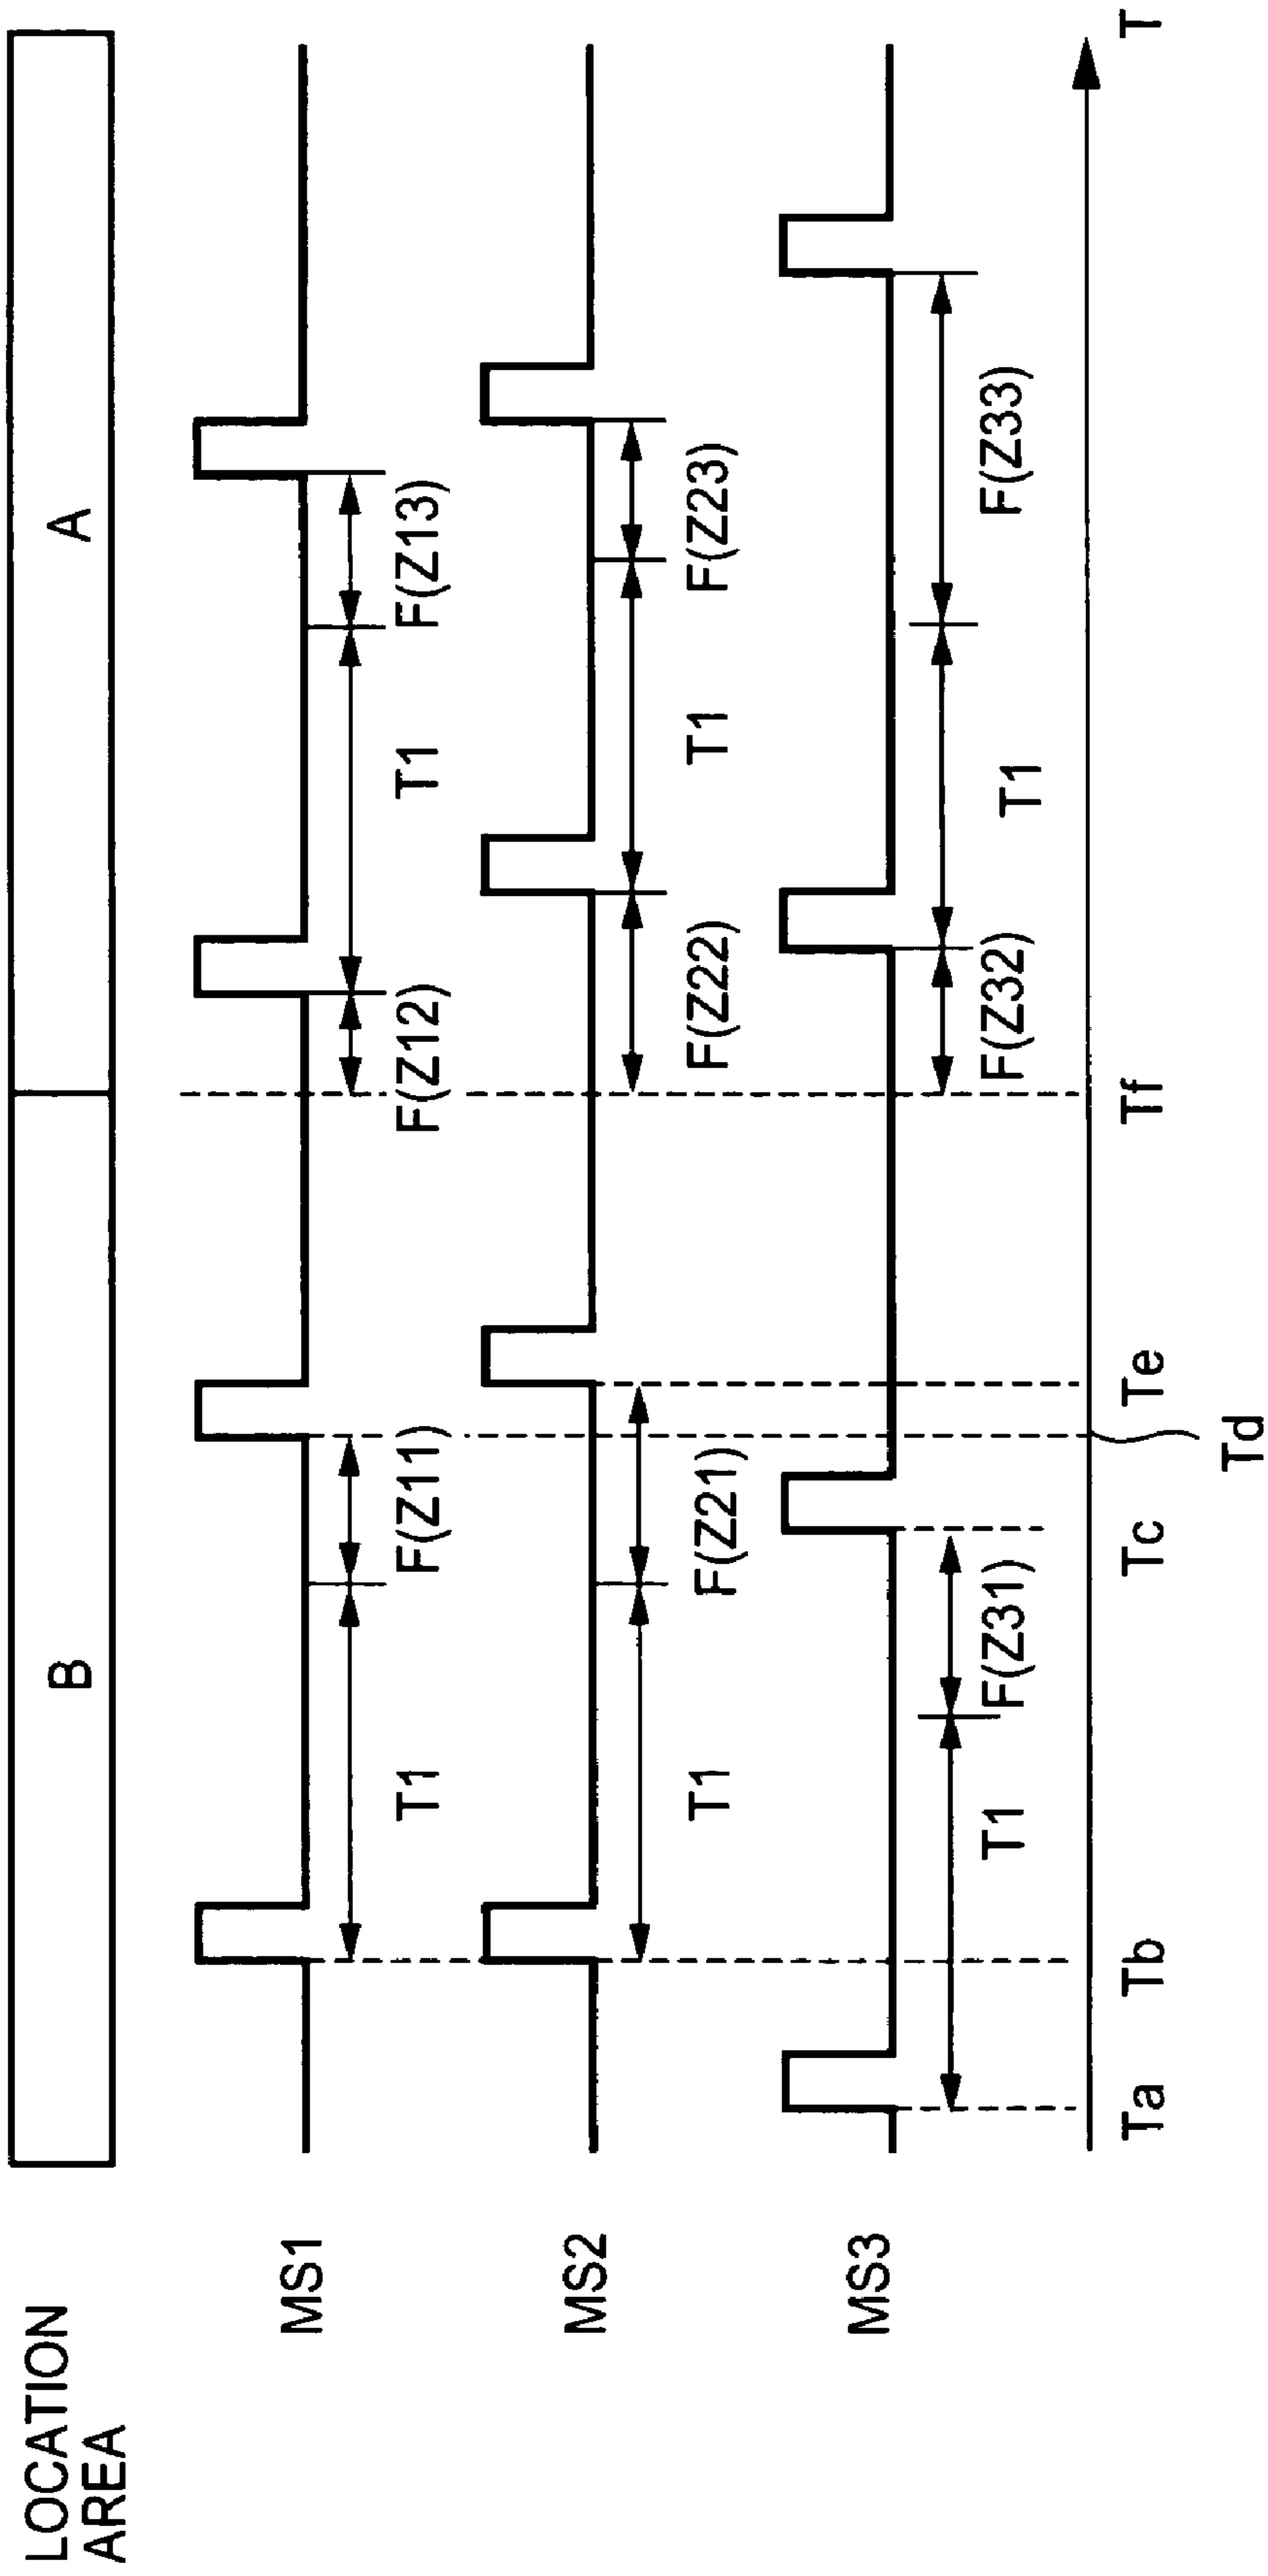 LOCATION
AREA
B
A
MS1
T1
F(Z11)
F(Z12)
T1
F(Z13)
MS2
T1
F(Z21)
F(Z22)
T1
F(Z23)
MS3
T1
F(Z31)
F(Z32)
T1
F(Z33)
Ta
Tb
Tc
Td
Te
Tf
T